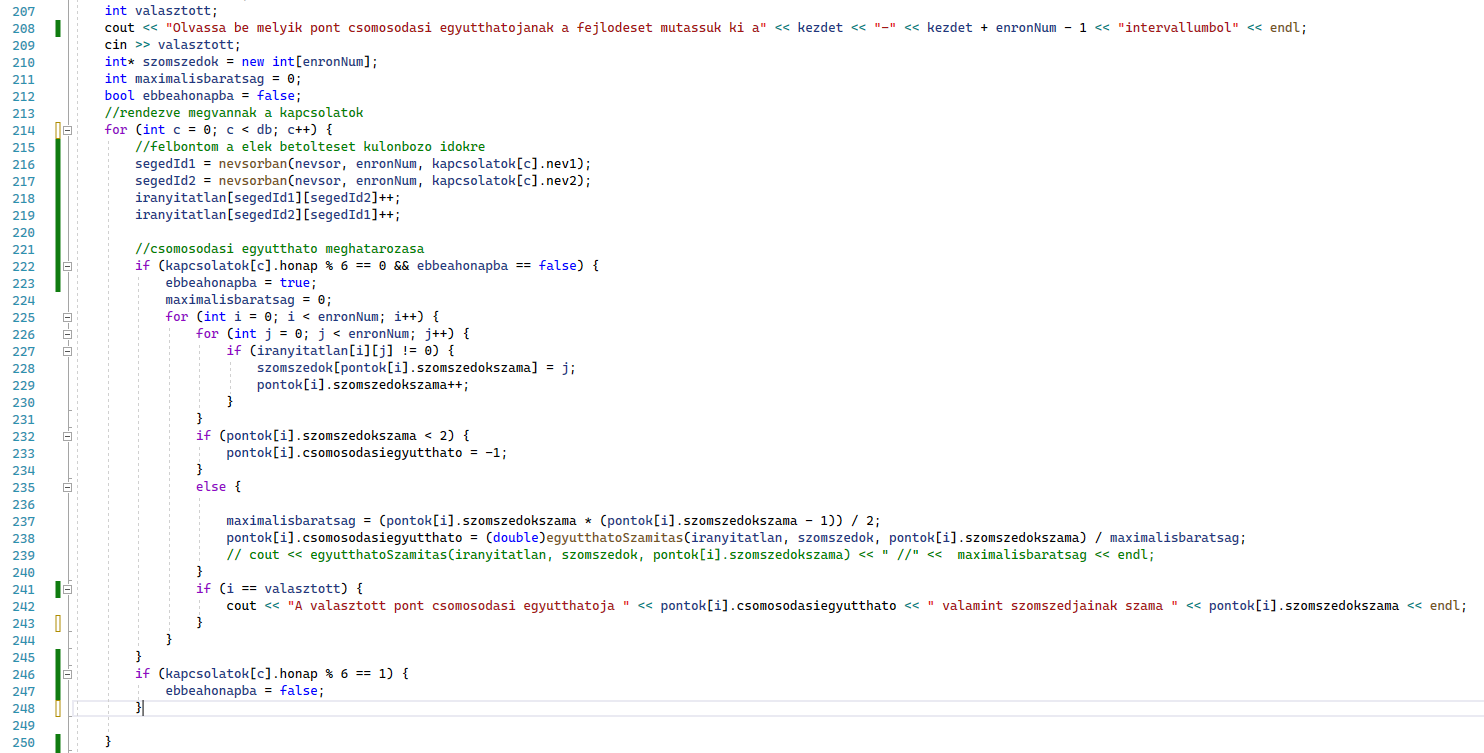 207 int valasztott;
208 cout << "Olvassa be melyik pont csomosodasi egyutthatojanak a fejlodeset mutassuk ki a" << kezdet << "-" << kezdet + enronNum - 1 << "intervallumbol" << endl;
209 cin >> valasztott;
210 int* szomszedok = new int[enronNum];
211 int maximalisbaratsag = 0;
212 bool ebbeahonapba = false;
213 //rendezve megvannak a kapcsolatok
214 for (int c = 0; c < db; c++) {
215 //felbontom a elek betolteset kulonbozo idokre
216 segedId1 = nevsorban(nevsor, enronNum, kapcsolatok[c].nev1);
217 segedId2 = nevsorban(nevsor, enronNum, kapcsolatok[c].nev2);
218 iranyitatlan[segedId1][segedId2]++;
219 iranyitatlan[segedId2][segedId1]++;
220
221 //csomosodasi egyutthato meghatarozasa
222 if (kapcsolatok[c].honap % 6 == 0 && ebbeahonapba == false) {
223 ebbeahonapba = true;
224 maximalisbaratsag = 0;
225 for (int i = 0; i < enronNum; i++) {
226 for (int j = 0; j < enronNum; j++) {
227 if (iranyitatlan[i][j] != 0) {
228 szomszedok[pontok[i].szomszedokszama] = j;
229 pontok[i].szomszedokszama++;
230 }
231 }
232 if (pontok[i].szomszedokszama < 2) {
233 pontok[i].csomosodasiegyutthato = -1;
234 }
235 else {
236
237 maximalisbaratsag = (pontok[i].szomszedokszama * (pontok[i].szomszedokszama - 1)) / 2;
238 pontok[i].csomosodasiegyutthato = (double)egyutthatoSzamitas(iranyitatlan, szomszedok, pontok[i].szomszedokszama) / maximalisbaratsag;
239 // cout << egyutthatoSzamitas(iranyitatlan, szomszedok, pontok[i].szomszedokszama) << " //" << maximalisbaratsag << endl;
240 }
241 if (i == valasztott) {
242 cout << "A valasztott pont csomosodasi egyutthatoja " << pontok[i].csomosodasiegyutthato << " valamint szomszedjainak szama " << pontok[i].szomszedokszama << endl;
243 }
244 }
245 }
246 if (kapcsolatok[c].honap % 6 == 1) {
247 ebbeahonapba = false;
248 }
249
250 }